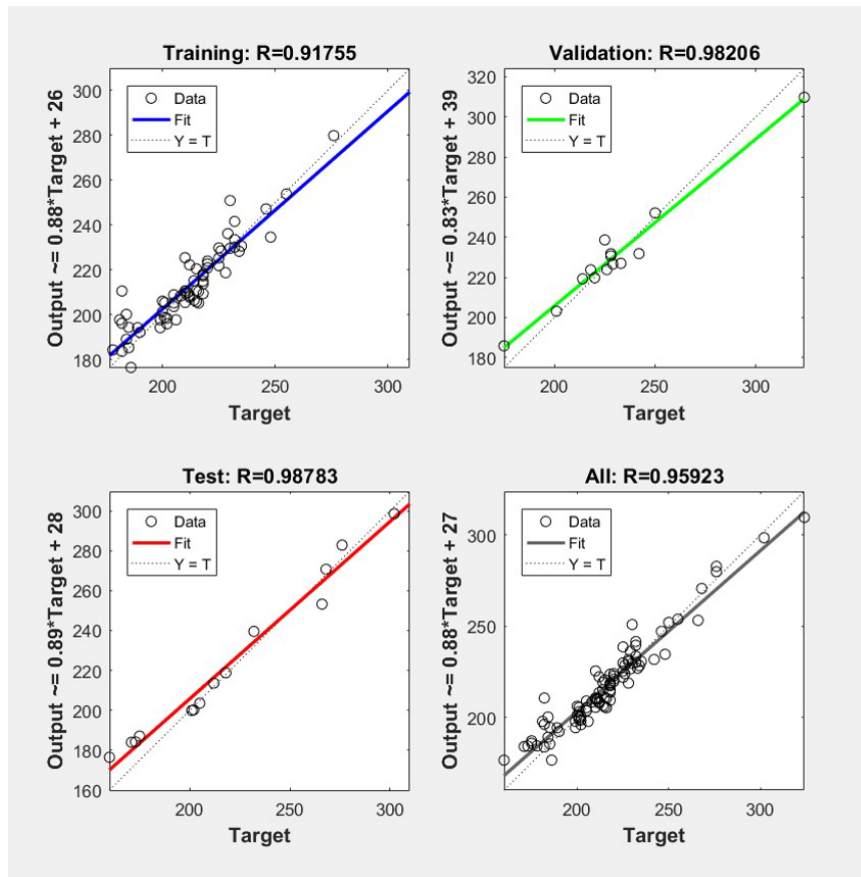 Training: R=0.91755
Output ~= 0.88*Target + 26
300
280
260
240
220
200
180
Data
Fit
Y = T
200
250
300
Target
Validation: R=0.98206
Output ~= 0.83*Target + 39
320
300
280
260
240
220
200
180
Data
Fit
Y = T
200
250
300
Target
Test: R=0.98783
Output ~= 0.89*Target + 28
300
280
260
240
220
200
180
160
Data
Fit
Y = T
200
250
300
Target
All: R=0.95923
Output ~= 0.88*Target + 27
300
250
200
Data
Fit
Y = T
200
250
300
Target